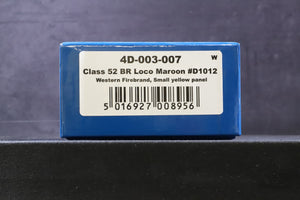 4D-003-007
W
Class 52 BR Loco Maroon #D1012
Western Firebrand, Small yellow panel
5 016927 008956